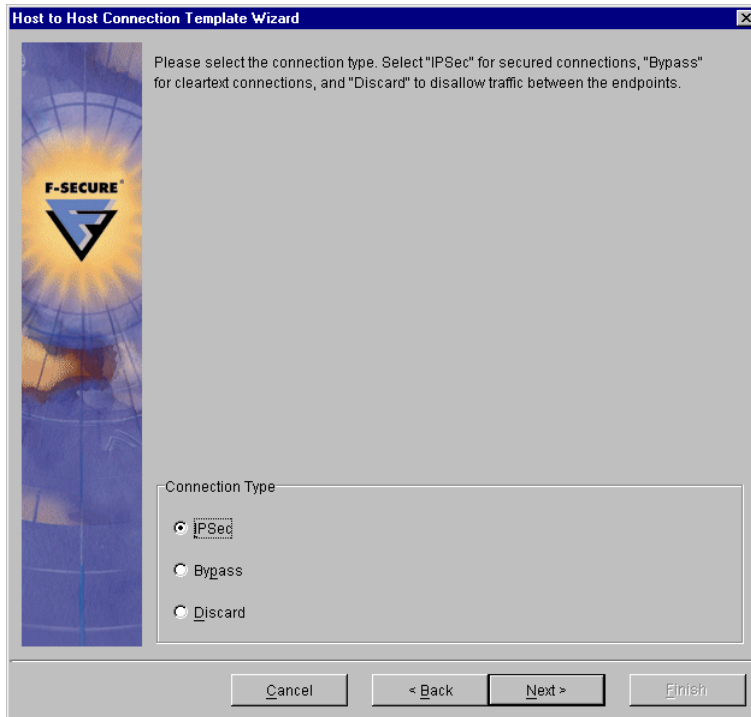 Host to Host Connection Template Wizard
Please select the connection type. Select "IPSec" for secured connections, "Bypass"
for cleartext connections, and "Discard" to disallow traffic between the endpoints.
F-SECURE®
Connection Type
IPSec
Bypass
Discard
Cancel
< Back
Next >
Finish